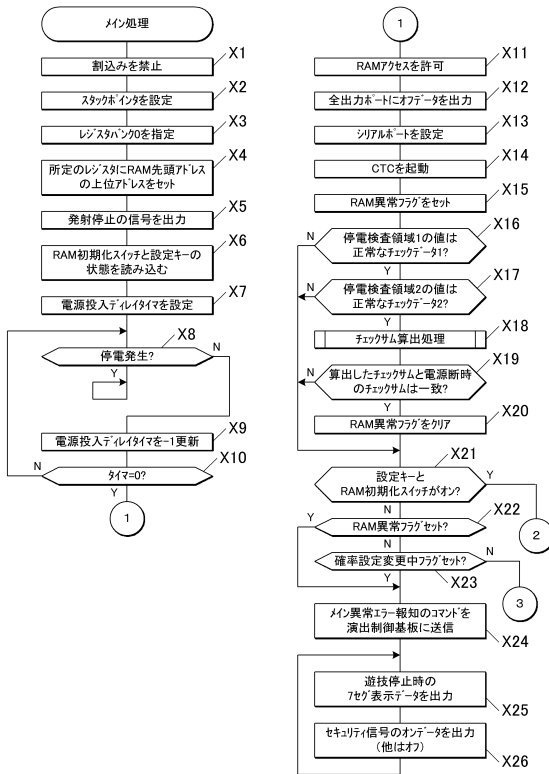 メイン処理
割込みを禁止
X1
スタックポインタを設定
X2
レジスタバンク0を指定
X3
所定のレジスタにRAM先頭アドレス
の上位アドレスをセット
X4
発射停止の信号を出力
X5
RAM初期化スイッチと設定キーの
状態を読み込む
X6
電源投入ディレイタイマを設定
X7
停電発生?
X8
N
Y
電源投入ディレイタイマを-1更新
X9
タイマ=0?
X10
N
Y
1
1
RAMアクセスを許可
X11
全出力ポートにオフデータを出力
X12
シリアルポートを設定
X13
CTCを起動
X14
RAM異常フラグをセット
X15
停電検査領域1の値は
正常なチェックデータ1?
X16
N
Y
停電検査領域2の値は
正常なチェックデータ2?
X17
N
Y
チェックサム算出処理
X18
算出したチェックサムと電源断時
のチェックサムは一致?
X19
N
Y
RAM異常フラグをクリア
X20
設定キーと
RAM初期化スイッチがオン?
X21
Y
N
2
RAM異常フラグセット?
X22
Y
N
確率設定変更中フラグセット?
X23
N
Y
3
メイン異常エラー報知のコマンドを
演出制御基板に送信
X24
遊技停止時の
7セグ表示データを出力
X25
セキュリティ信号のオンデータを出力
(他はオフ)
X26